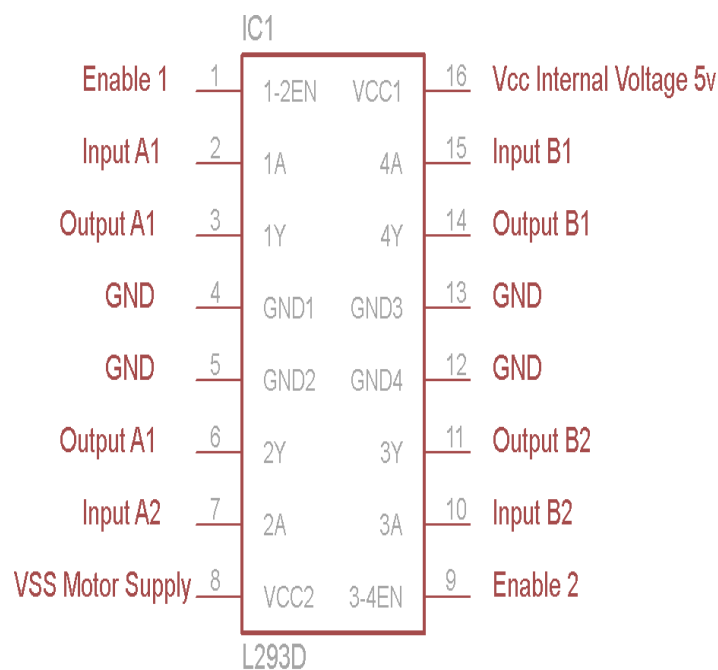 IC1
Enable 1 1 1-2EN VCC1 16 Vcc Internal Voltage 5v
Input A1 2 1A 4A 15 Input B1
Output A1 3 1Y 4Y 14 Output B1
GND 4 GND1 GND3 13 GND
GND 5 GND2 GND4 12 GND
Output A1 6 2Y 3Y 11 Output B2
Input A2 7 2A 3A 10 Input B2
VSS Motor Supply 8 VCC2 3-4EN 9 Enable 2
L293D